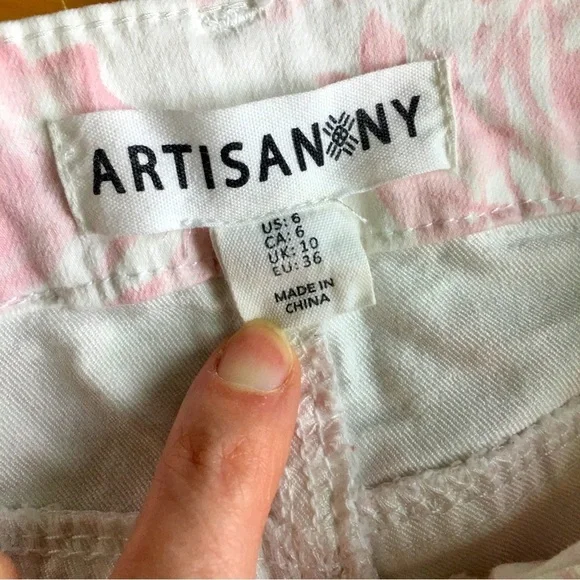 ARTISAN NY
US: 6
CA: 6
UK: 10
EU: 36
MADE IN
CHINA